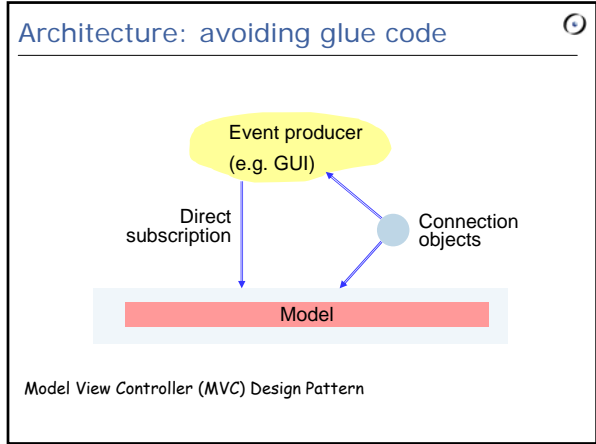 Architecture: avoiding glue code
Event producer
(e.g. GUI)
Direct
subscription
Connection
objects
Model
Model View Controller (MVC) Design Pattern